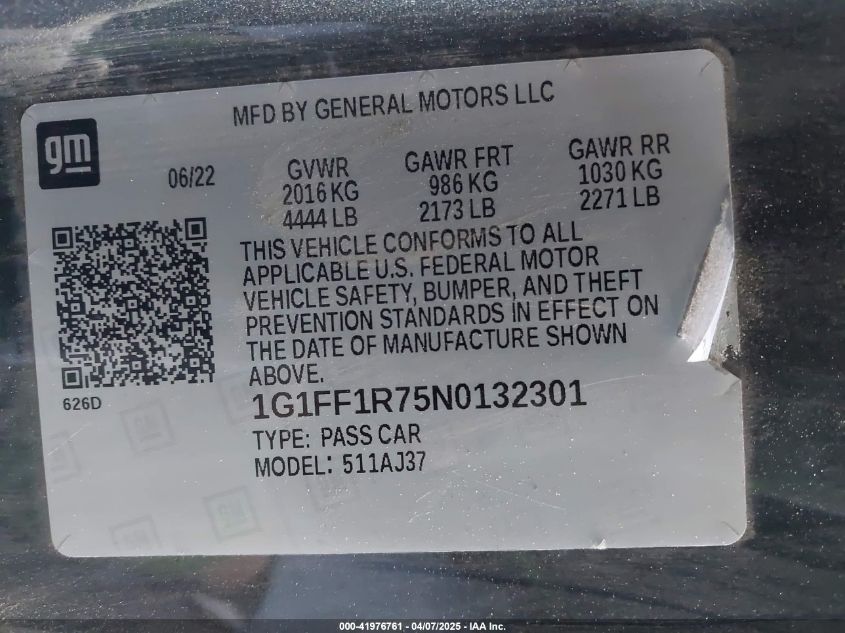 MFD BY GENERAL MOTORS LLC
gm
06/22
GVWR
2016 KG
4444 LB
GAWR FRT
986 KG
2173 LB
GAWR RR
1030 KG
2271 LB
THIS VEHICLE CONFORMS TO ALL
APPLICABLE U.S. FEDERAL MOTOR
VEHICLE SAFETY, BUMPER, AND THEFT
PREVENTION STANDARDS IN EFFECT ON
THE DATE OF MANUFACTURE SHOWN
ABOVE.
626D
1G1FF1R75N0132301
TYPE: PASS CAR
MODEL: 511AJ37
000-41976761 - 04/07/2025 - IAA Inc.